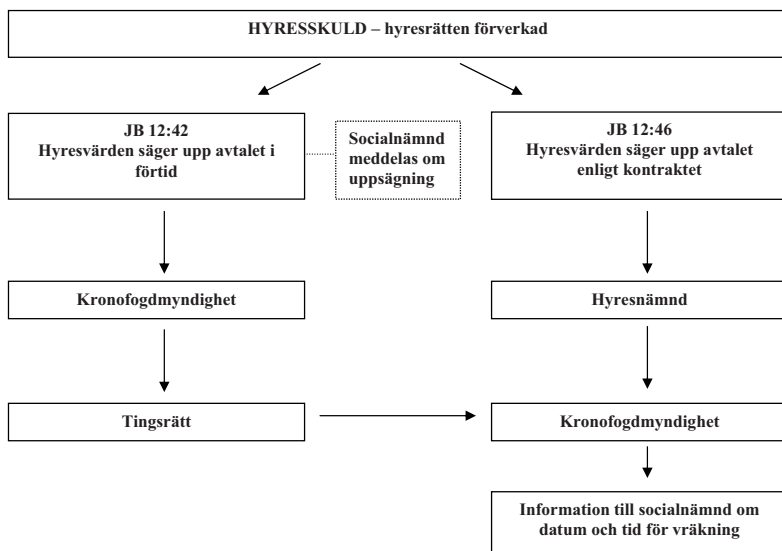 HYRESSKULD – hyresrätten förverkad
JB 12:42
Hyresvärden säger upp avtalet i
förtid
Socialnämnd
meddelas om
uppsägning
JB 12:46
Hyresvärden säger upp avtalet
enligt kontraktet
Kronofogdmyndighet
Hyresnämnd
Tingsrätt
Kronofogdmyndighet
Information till socialnämnd om
datum och tid för vräkning